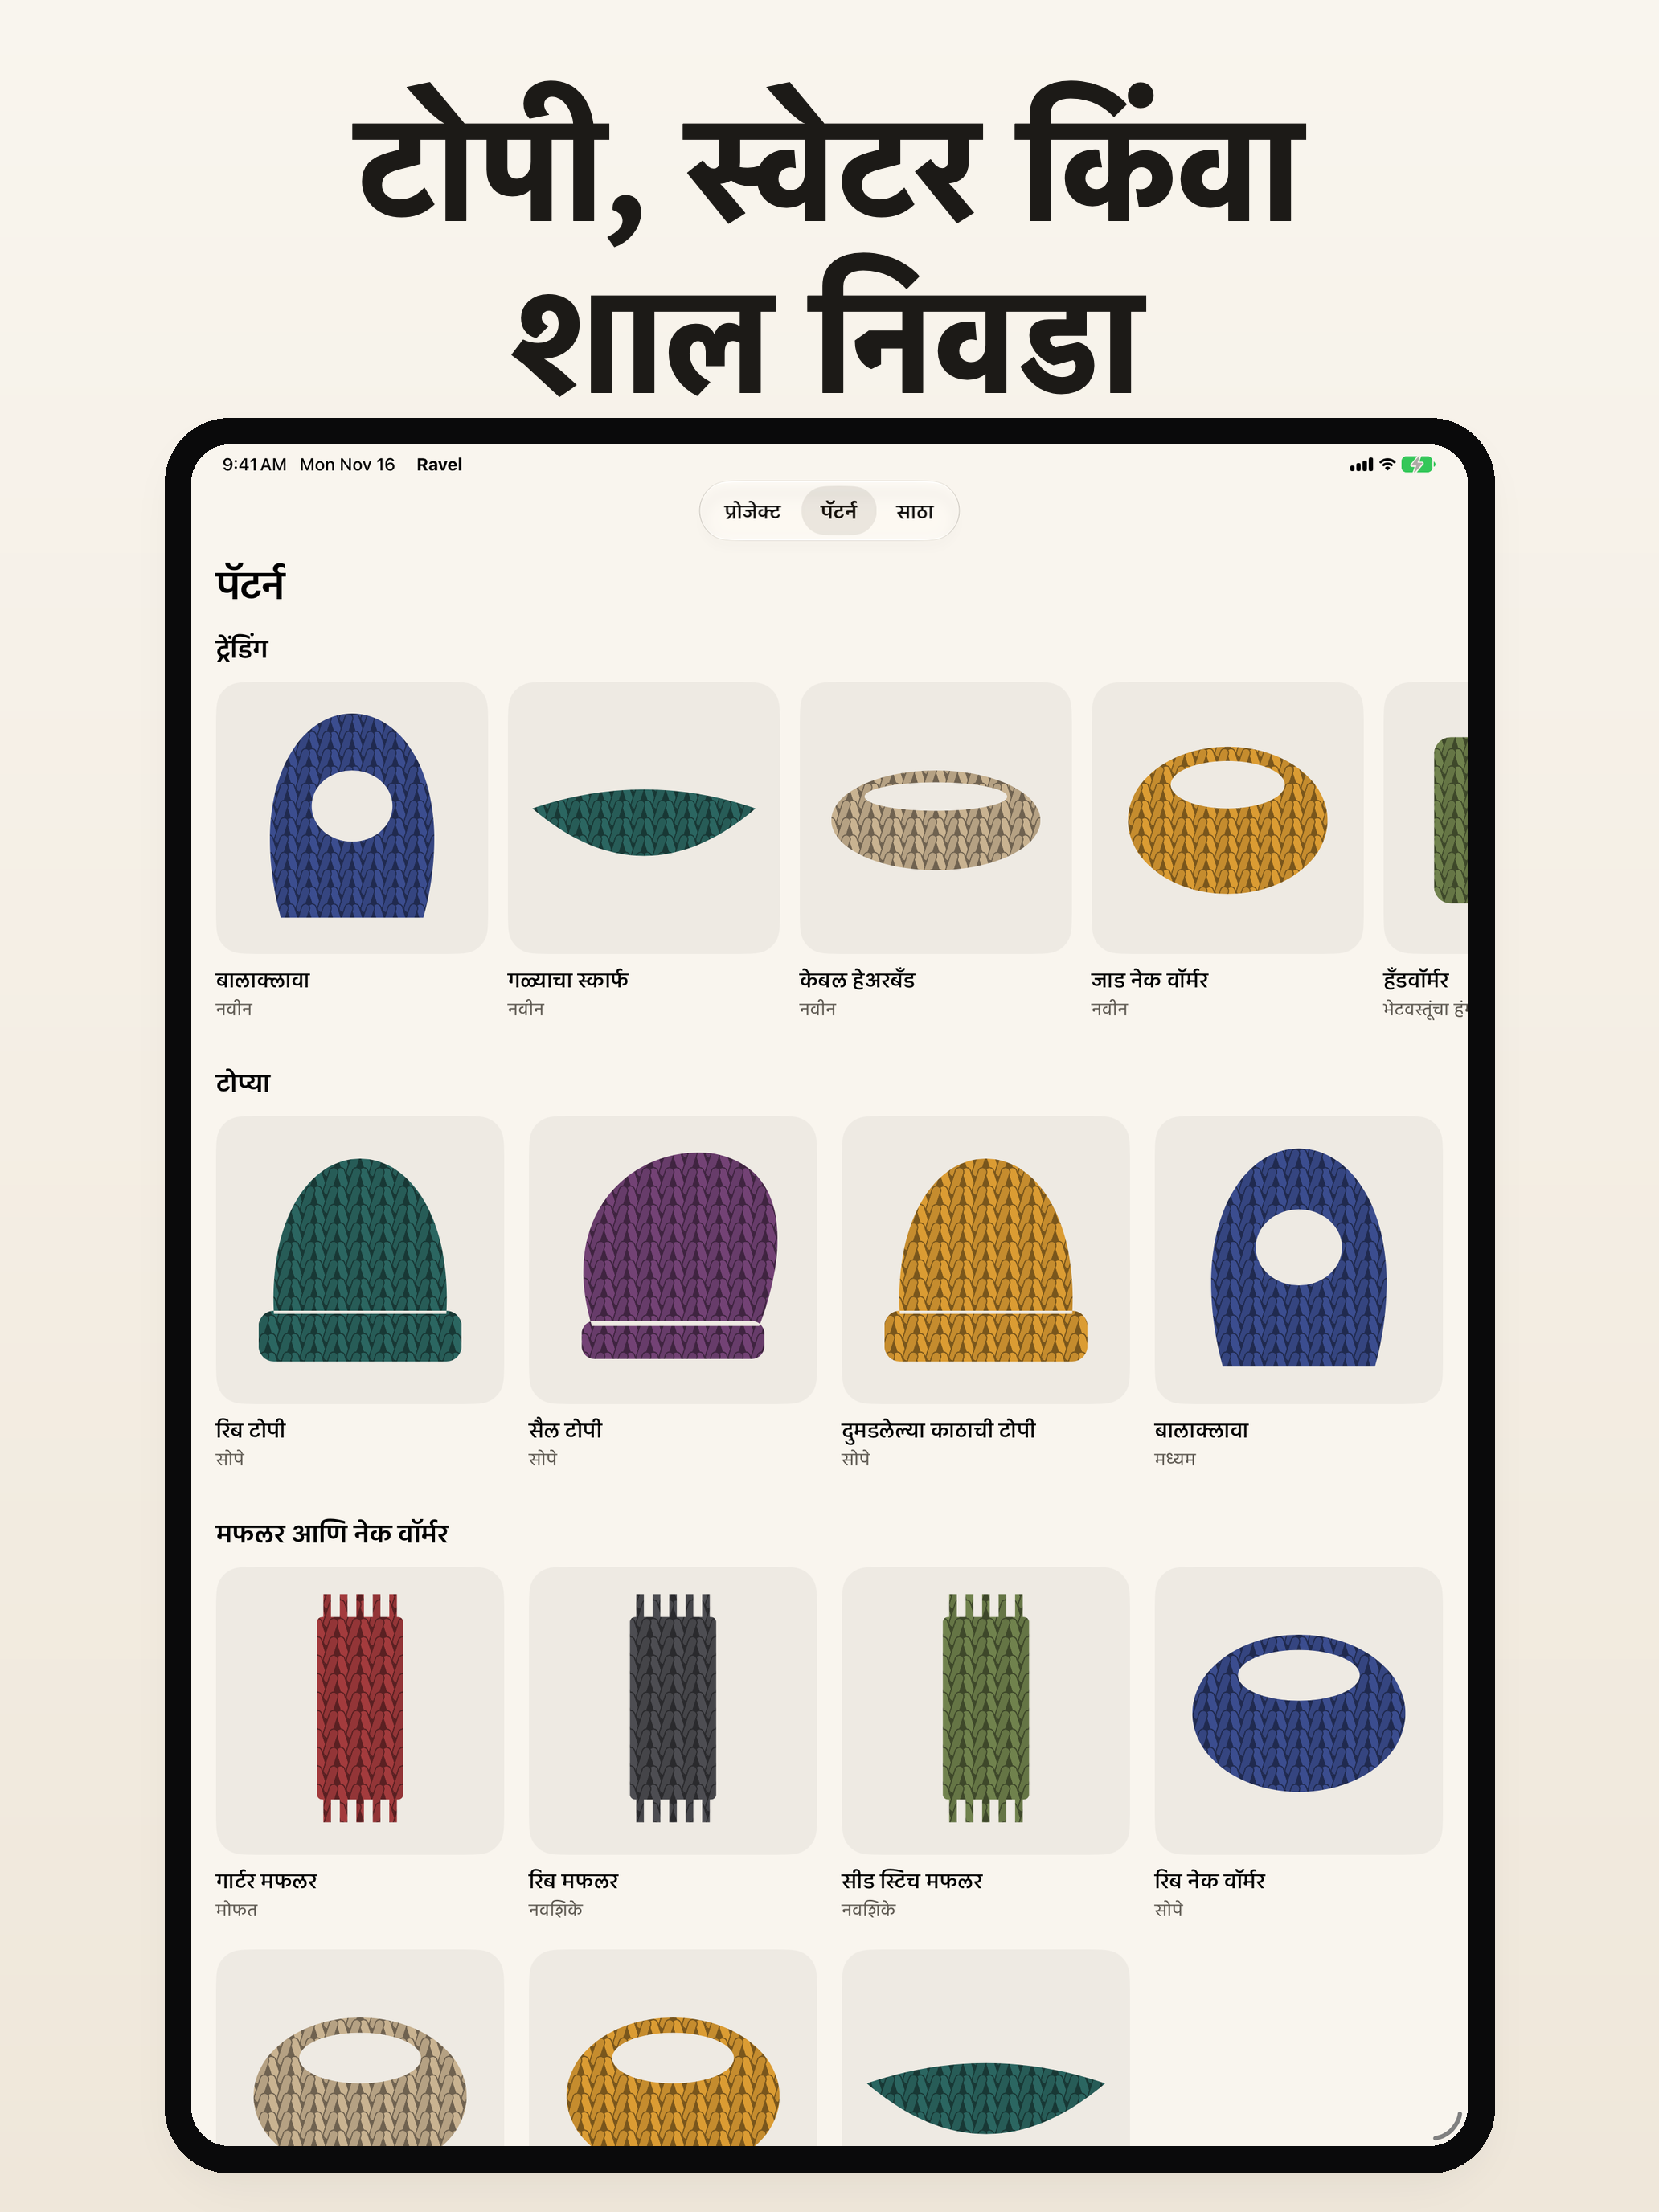 टोपी, स्वेटर किंवा
शाल निवडा
9:41 AM Mon Nov 16 Ravel
प्रोजेक्ट पॅटर्न साठा
पॅटर्न
ट्रेंडिंग
बालाक्लावा गळ्याचा स्कार्फ केबल हेअरबँड जाड नेक वॉर्मर हँडवॉर्मर
नवीन नवीन नवीन नवीन भेटवस्तूंचा
टोप्या
रिब टोपी सैल टोपी दुमडलेल्या काठाची टोपी बालाक्लावा
सोपे सोपे सोपे मध्यम
मफलर आणि नेक वॉर्मर
गार्टर मफलर रिब मफलर सीड स्टिच मफलर रिब नेक वॉर्मर
मोफत नवशिके नवशिके सोपे